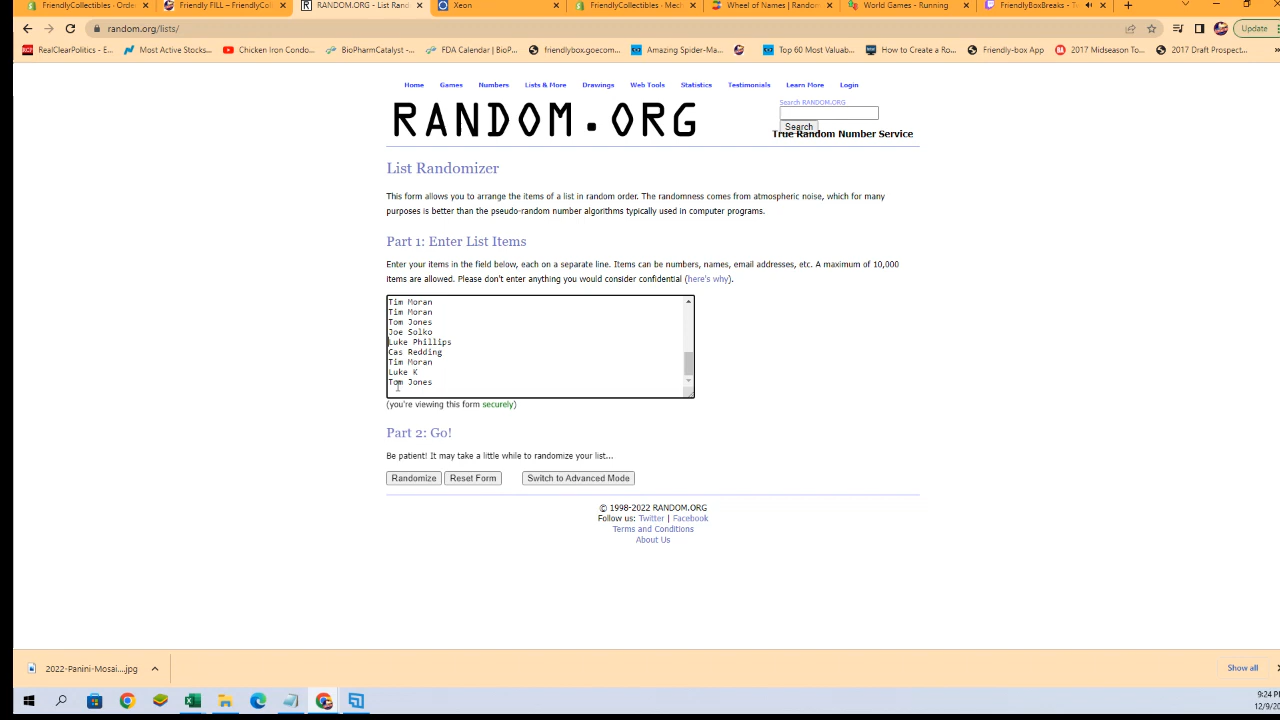 FriendlyCollectibles - Orde
Friendly FILL – FriendlyCol
RANDOM.ORG - List Ran
Xeon
FriendlyCollectibles - Mech
Wheel of Names | Random
World Games - Running
FriendlyBoxBreaks - T
random.org/lists/
Update
RealClearPolitics - E...
Most Active Stocks...
Chicken Iron Condo...
BioPharmCatalyst -...
FDA Calendar | BioP...
friendlybox.goecom...
Amazing Spider-Ma...
Top 60 Most Valuab...
How to Create a Ro...
Friendly-box App
2017 Midseason To...
2017 Draft Prospect...
Home Games Numbers Lists & More Drawings Web Tools Statistics Testimonials Learn More Login
RANDOM.ORG
Search RANDOM.ORG
Search
True Random Number Service
List Randomizer
This form allows you to arrange the items of a list in random order. The randomness comes from atmospheric noise, which for many
purposes is better than the pseudo-random number algorithms typically used in computer programs.
Part 1: Enter List Items
Enter your items in the field below, each on a separate line. Items can be numbers, names, email addresses, etc. A maximum of 10,000
items are allowed. Please don't enter anything you would consider confidential (here's why).
Tim Moran
Tim Moran
Tom Jones
Joe Solko
Luke Phillips
Cas Redding
Tim Moran
Luke K
Tom Jones
(you're viewing this form securely)
Part 2: Go!
Be patient! It may take a little while to randomize your list...
Randomize Reset Form Switch to Advanced Mode
© 1998-2022 RANDOM.ORG
Follow us: Twitter | Facebook
Terms and Conditions
About Us
2022-Panini-Mosai....jpg
Show all
9:24 P
12/9/20